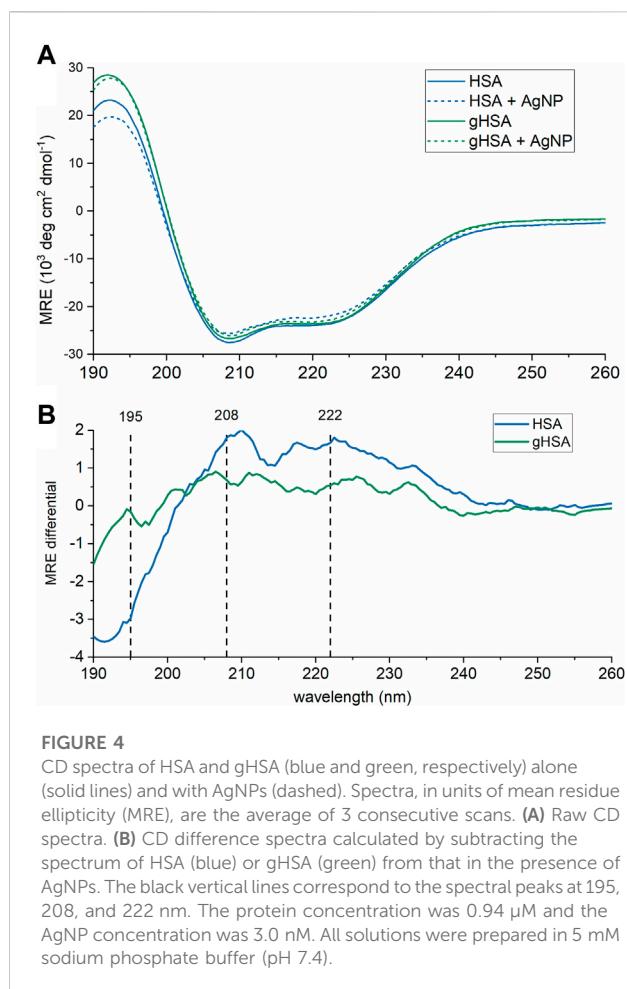 A
30
20
10
0
-10
-20
-30
MRE (10³ deg cm² dmol⁻¹)
HSA
HSA + AgNP
gHSA
gHSA + AgNP
190 200 210 220 230 240 250 260
B
195 208 222
HSA
gHSA
2
1
0
-1
-2
-3
-4
MRE differential
190 200 210 220 230 240 250 260
wavelength (nm)
FIGURE 4
CD spectra of HSA and gHSA (blue and green, respectively) alone
(solid lines) and with AgNPs (dashed). Spectra, in units of mean residue
ellipticity (MRE), are the average of 3 consecutive scans. (A) Raw CD
spectra. (B) CD difference spectra calculated by subtracting the
spectrum of HSA (blue) or gHSA (green) from that in the presence of
AgNPs. The black vertical lines correspond to the spectral peaks at 195,
208, and 222 nm. The protein concentration was 0.94 µM and the
AgNP concentration was 3.0 nM. All solutions were prepared in 5 mM
sodium phosphate buffer (pH 7.4).